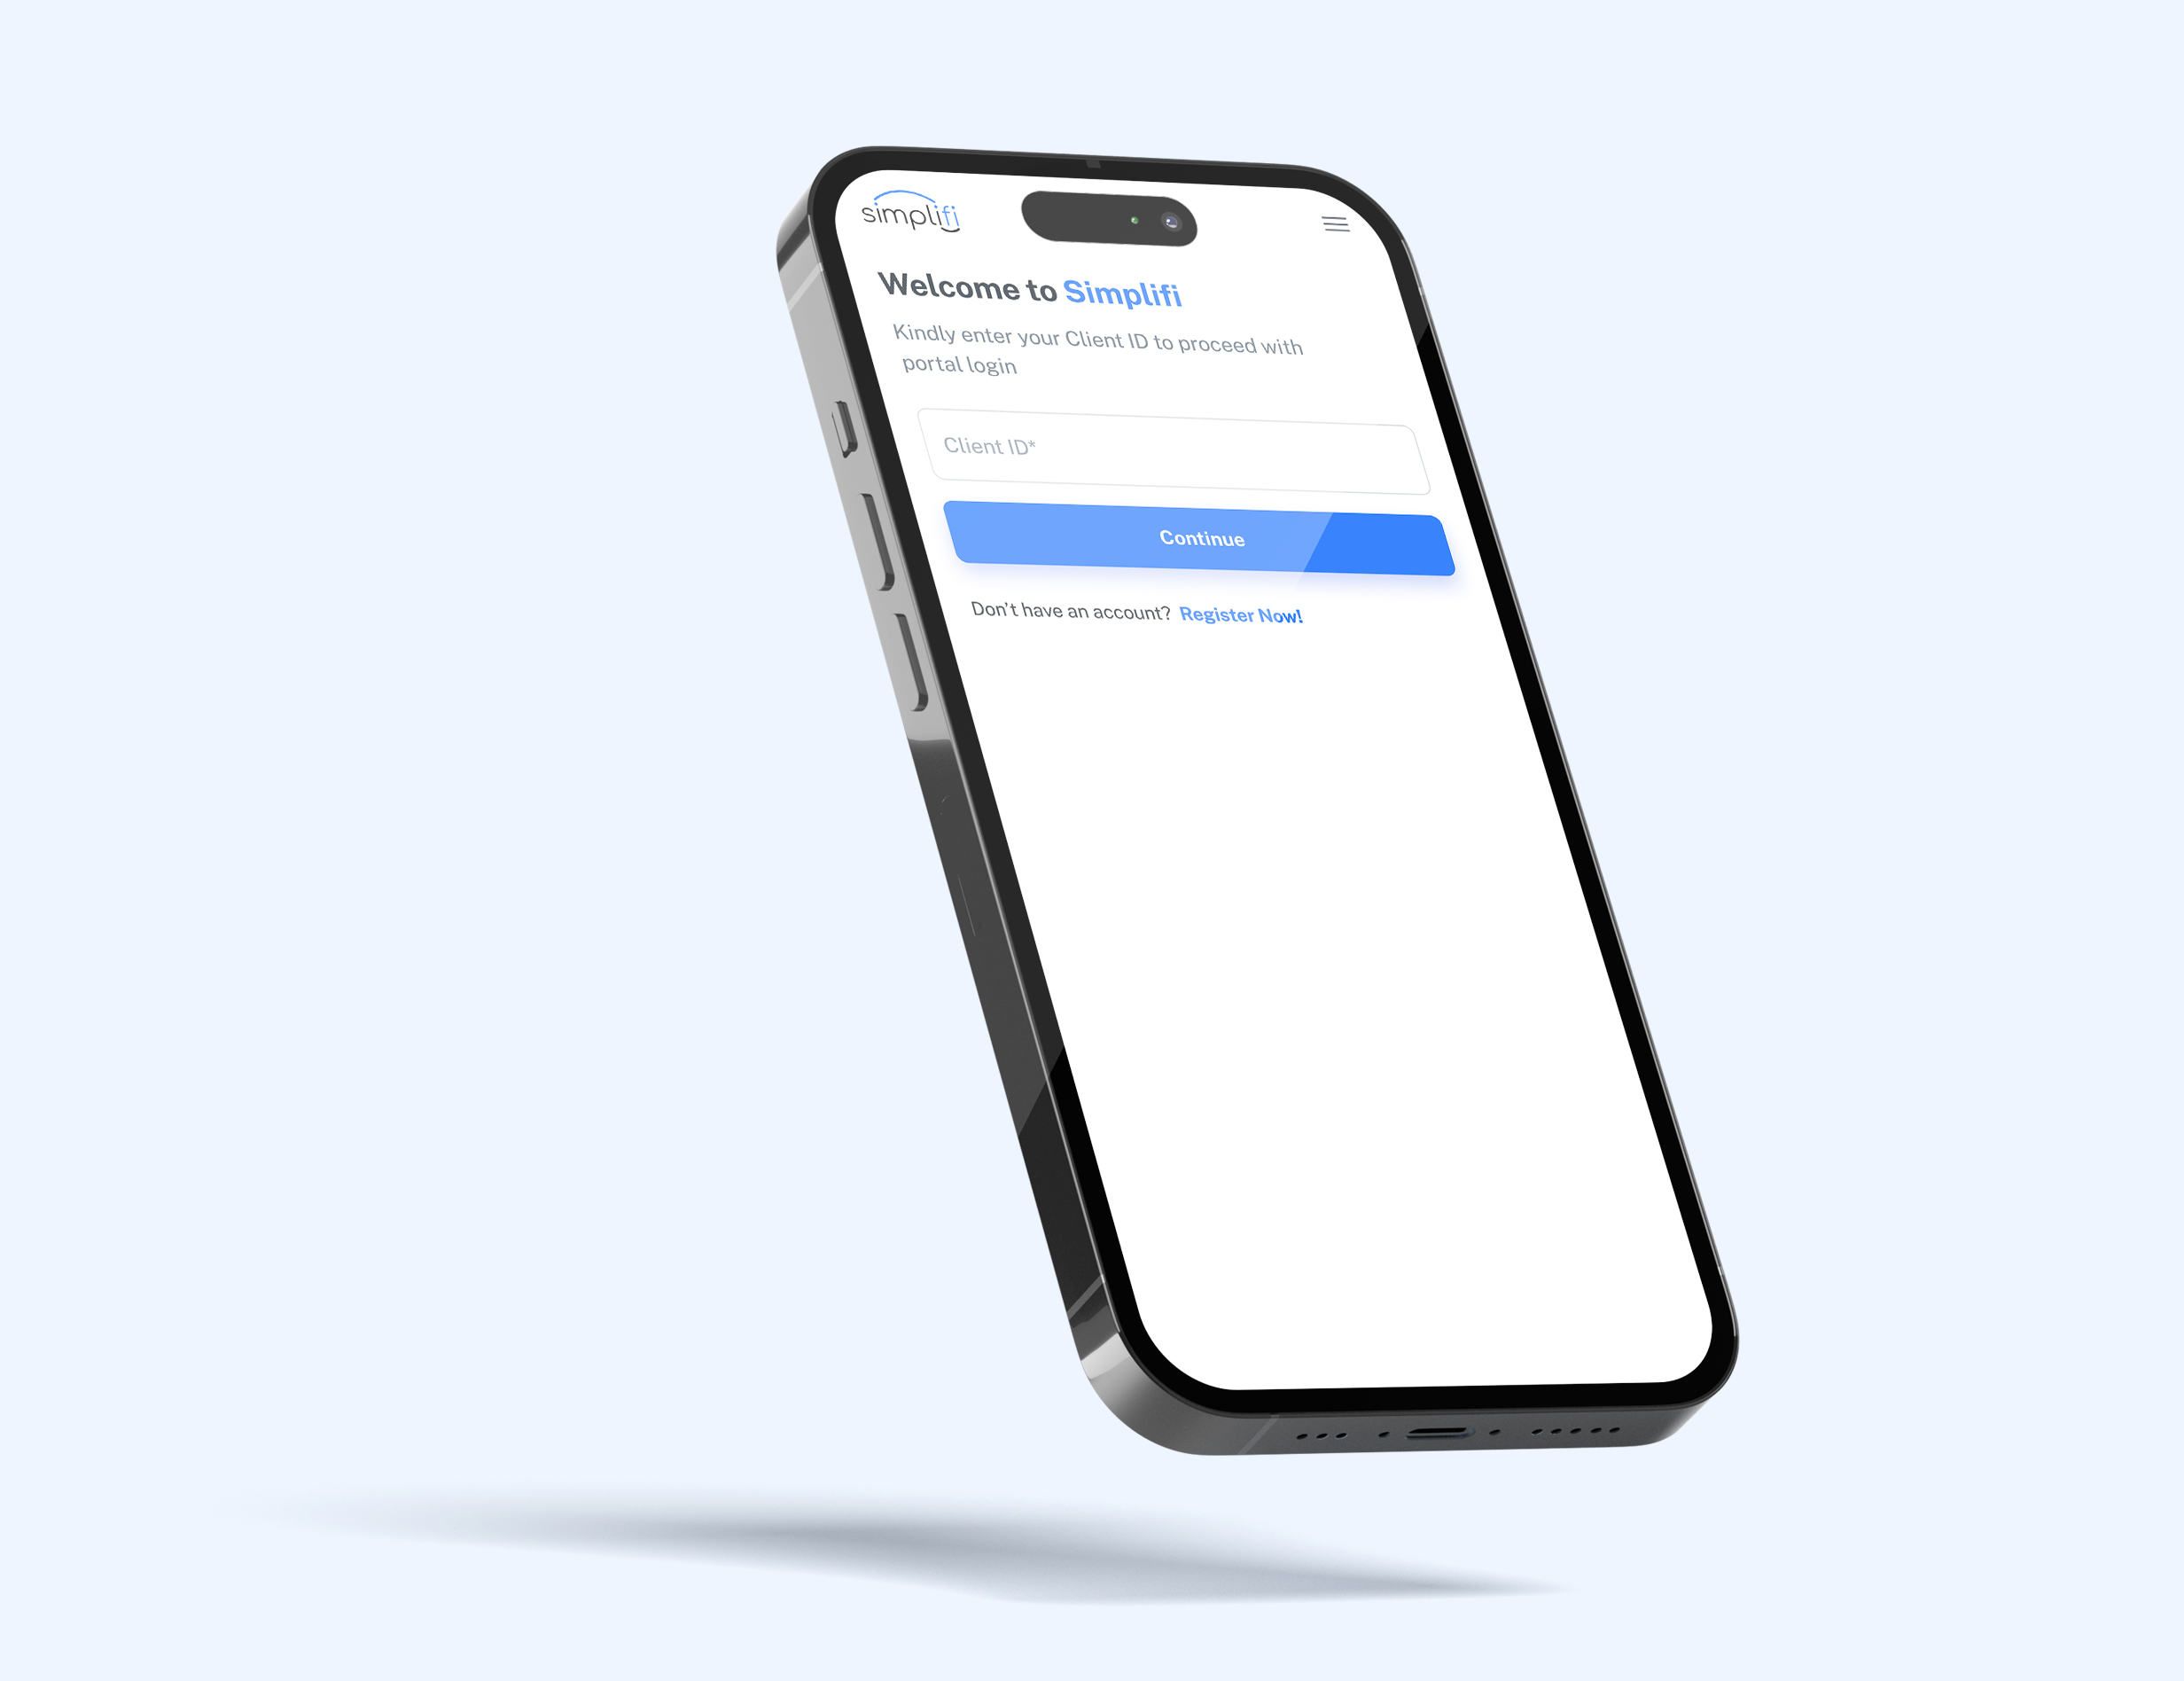 simplifi
Welcome to Simplifi
Kindly enter your Client ID to proceed with
portal login
Client ID*
Continue
Don't have an account? Register Now!